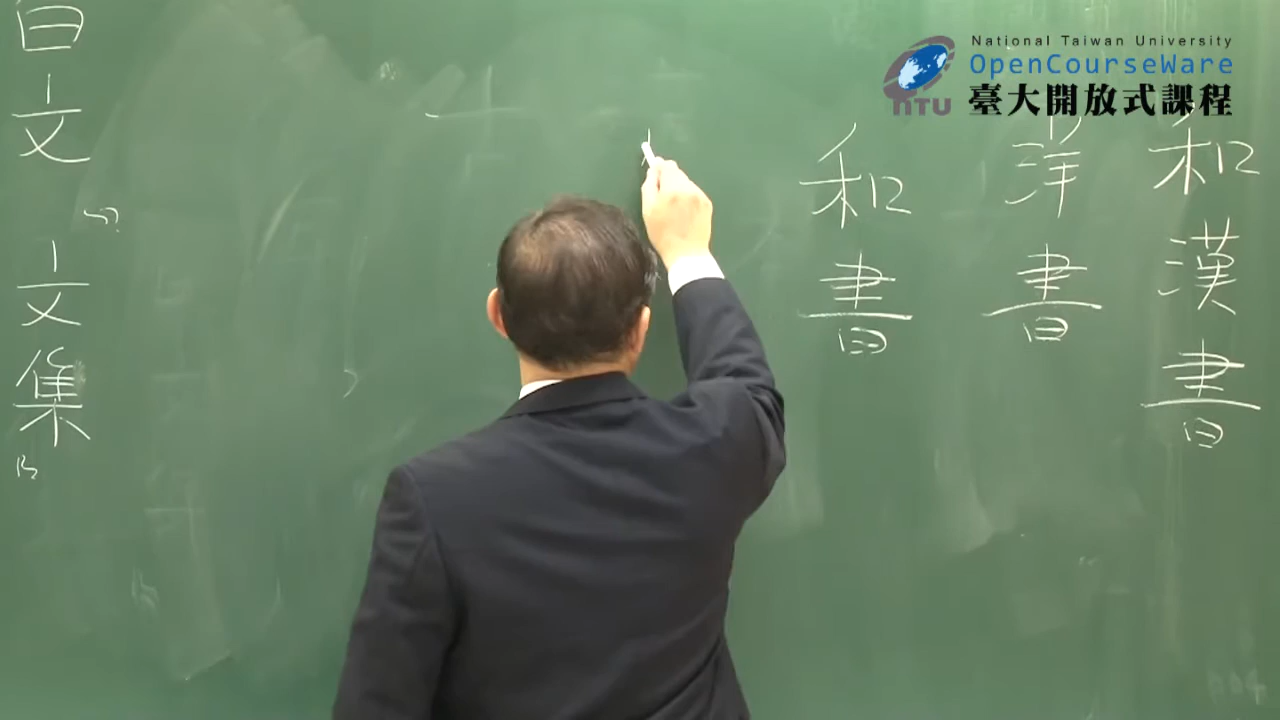 National Taiwan University
OpenCourseWare
臺大開放式課程
NTU
和漢書
洋書
和書
一
白文
文集